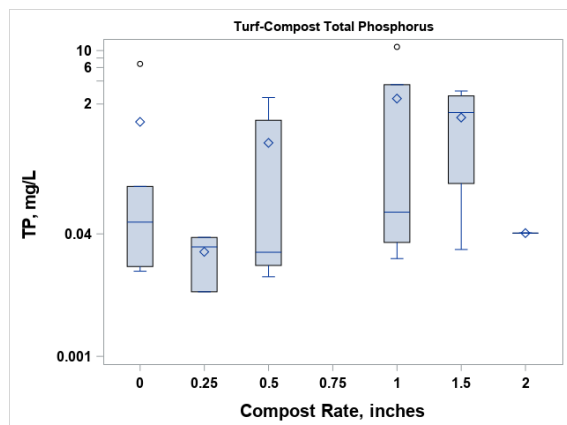 Turf-Compost Total Phosphorus
10
6
2
0.04
0.001
TP, mg/L
0 0.25 0.5 0.75 1 1.5 2
Compost Rate, inches